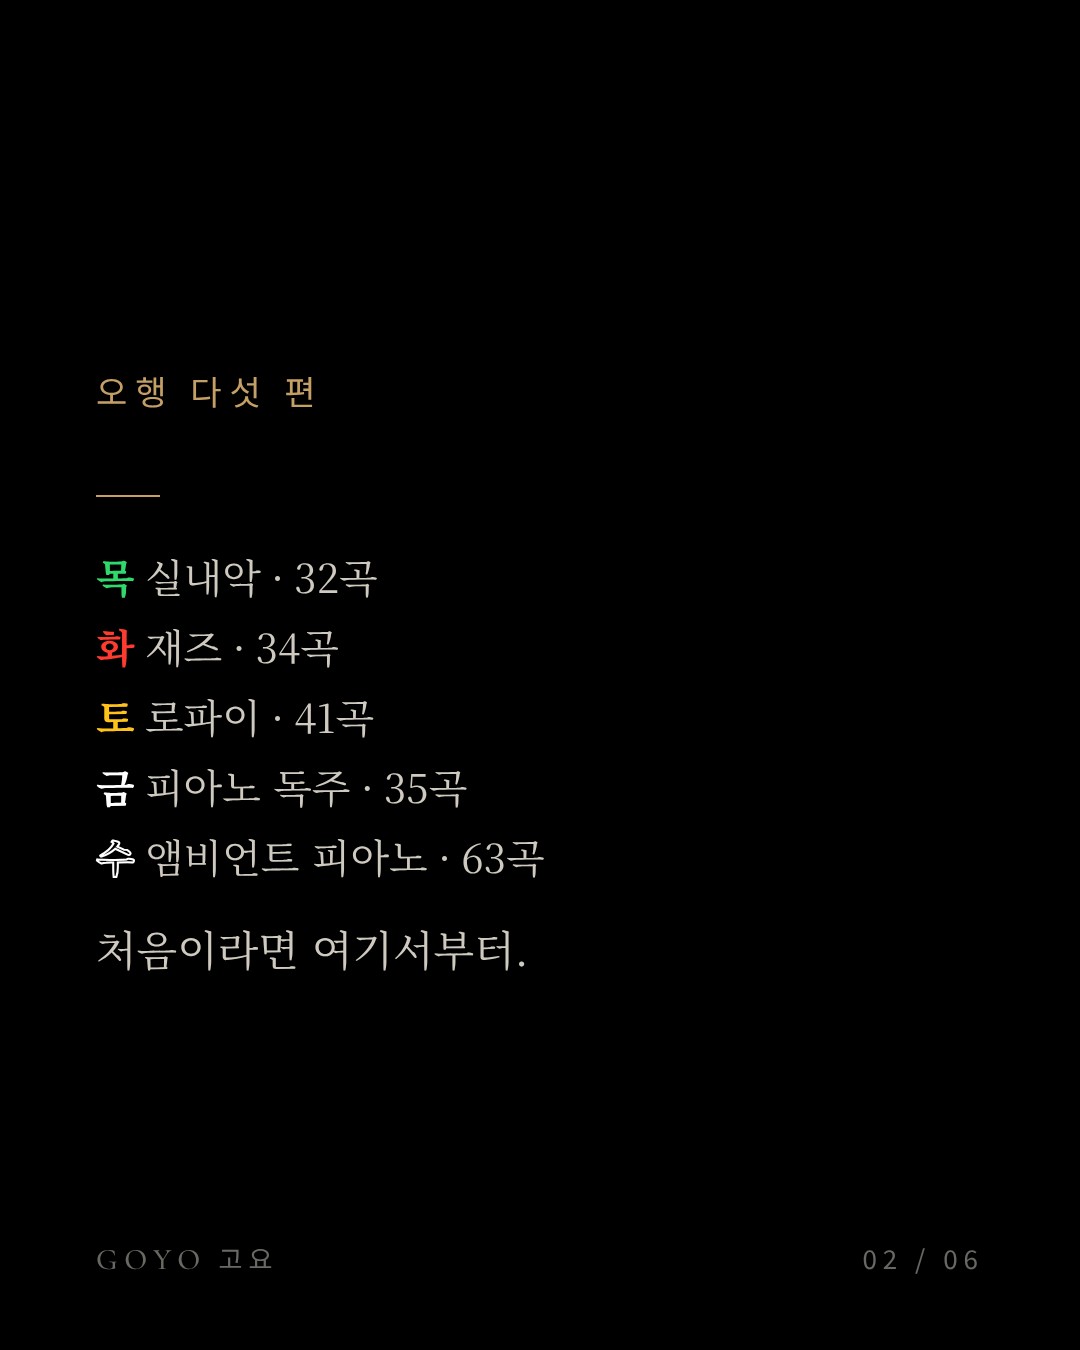 오행 다섯 편
목 실내악 · 32곡
화 재즈 · 34곡
토 로파이 · 41곡
금 피아노 독주 · 35곡
수 앰비언트 피아노 · 63곡
처음이라면 여기서부터.
GOYO 고요
02 / 06